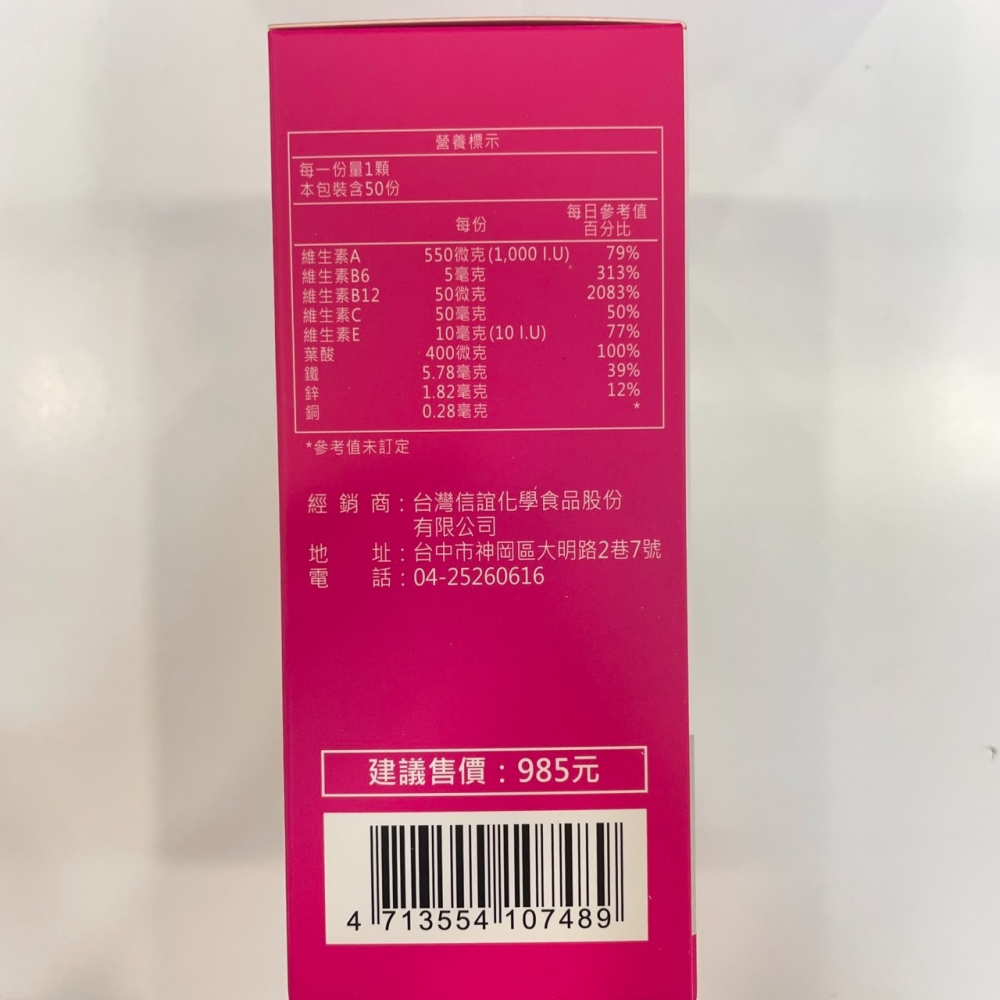 營養標示
每一份量1顆
本包裝含50份
每份 每日參考值
百分比
維生素A 550微克(1,000 I.U) 79%
維生素B6 5毫克 313%
維生素B12 50微克 2083%
維生素C 50毫克 50%
維生素E 10毫克(10 I.U) 77%
葉酸 400微克 100%
鐵 5.78毫克 39%
鋅 1.82毫克 12%
銅 0.28毫克 *
*參考值未訂定
經銷商：台灣信誼化學食品股份
有限公司
地址：台中市神岡區大明路2巷7號
電話：04-25260616
建議售價：985元
4 713554 107489